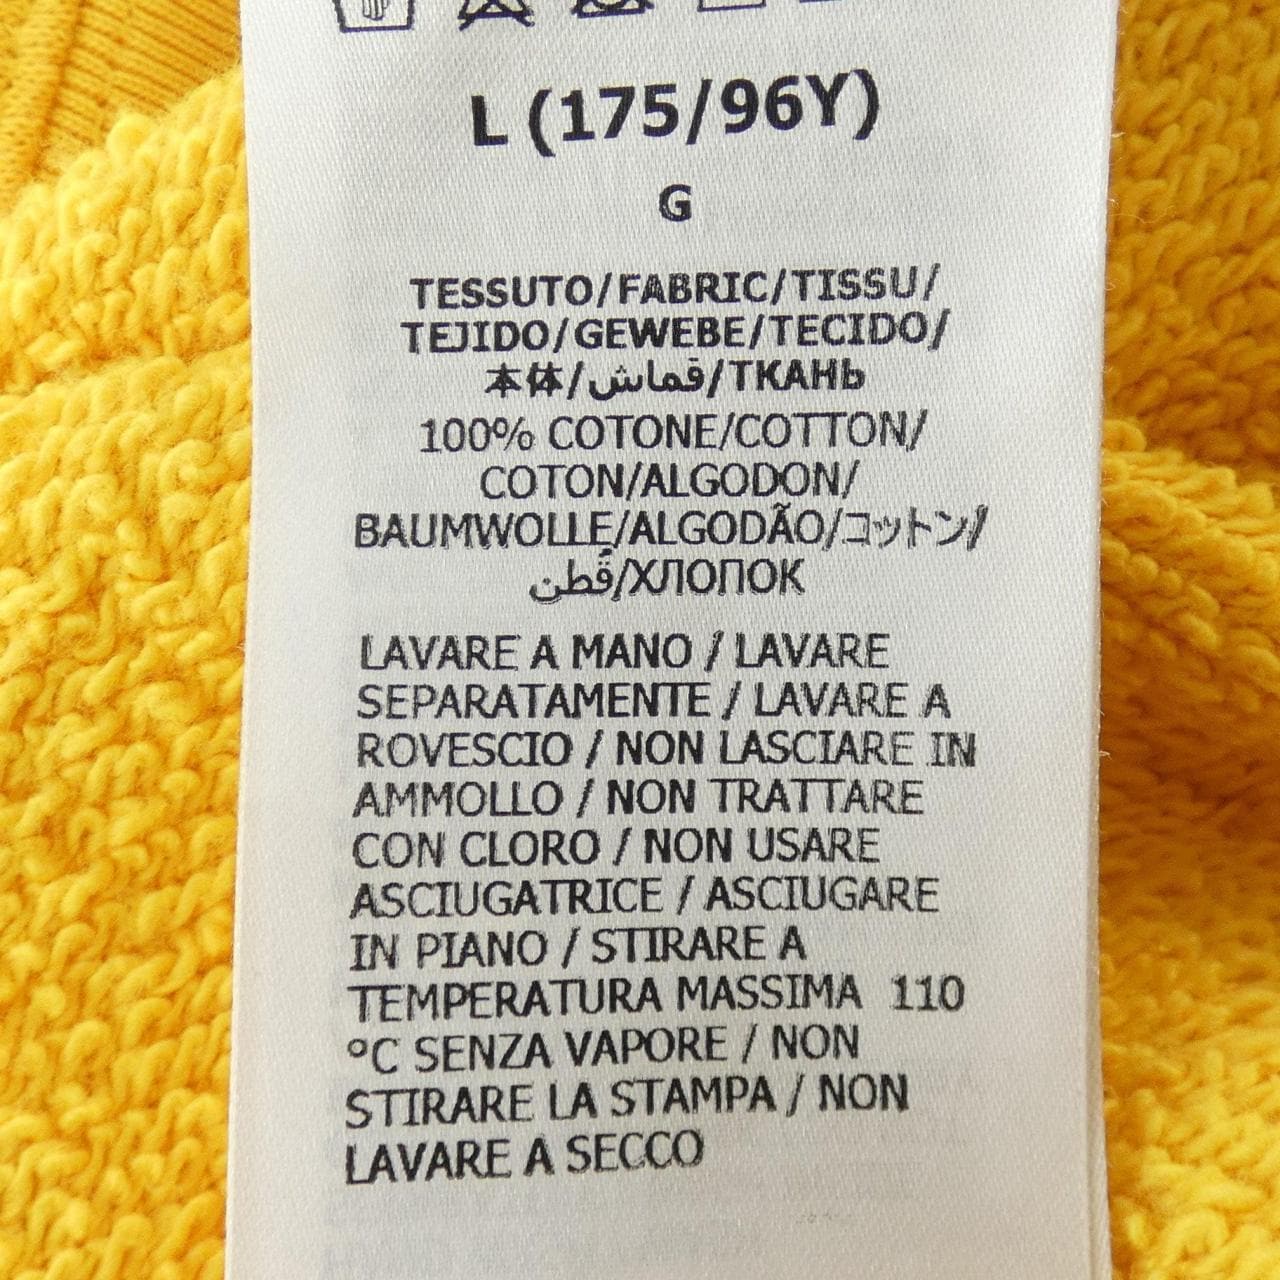 L (175/96Y)
G
TESSUTO/FABRIC/TISSU/
TEJIDO/GEWEBE/TECIDO/
本体/قماش/ТКАНЬ
100% COTONE/COTTON/
COTON/ALGODON/
BAUMWOLLE/ALGODÃO/コットン/
قطن/ХЛОПОК
LAVARE A MANO / LAVARE
SEPARATAMENTE / LAVARE A
ROVESCIO / NON LASCIARE IN
AMMOLLO / NON TRATTARE
CON CLORO / NON USARE
ASCIUGATRICE / ASCIUGARE
IN PIANO / STIRARE A
TEMPERATURA MASSIMA 110
°C SENZA VAPORE / NON
STIRARE LA STAMPA / NON
LAVARE A SECCO